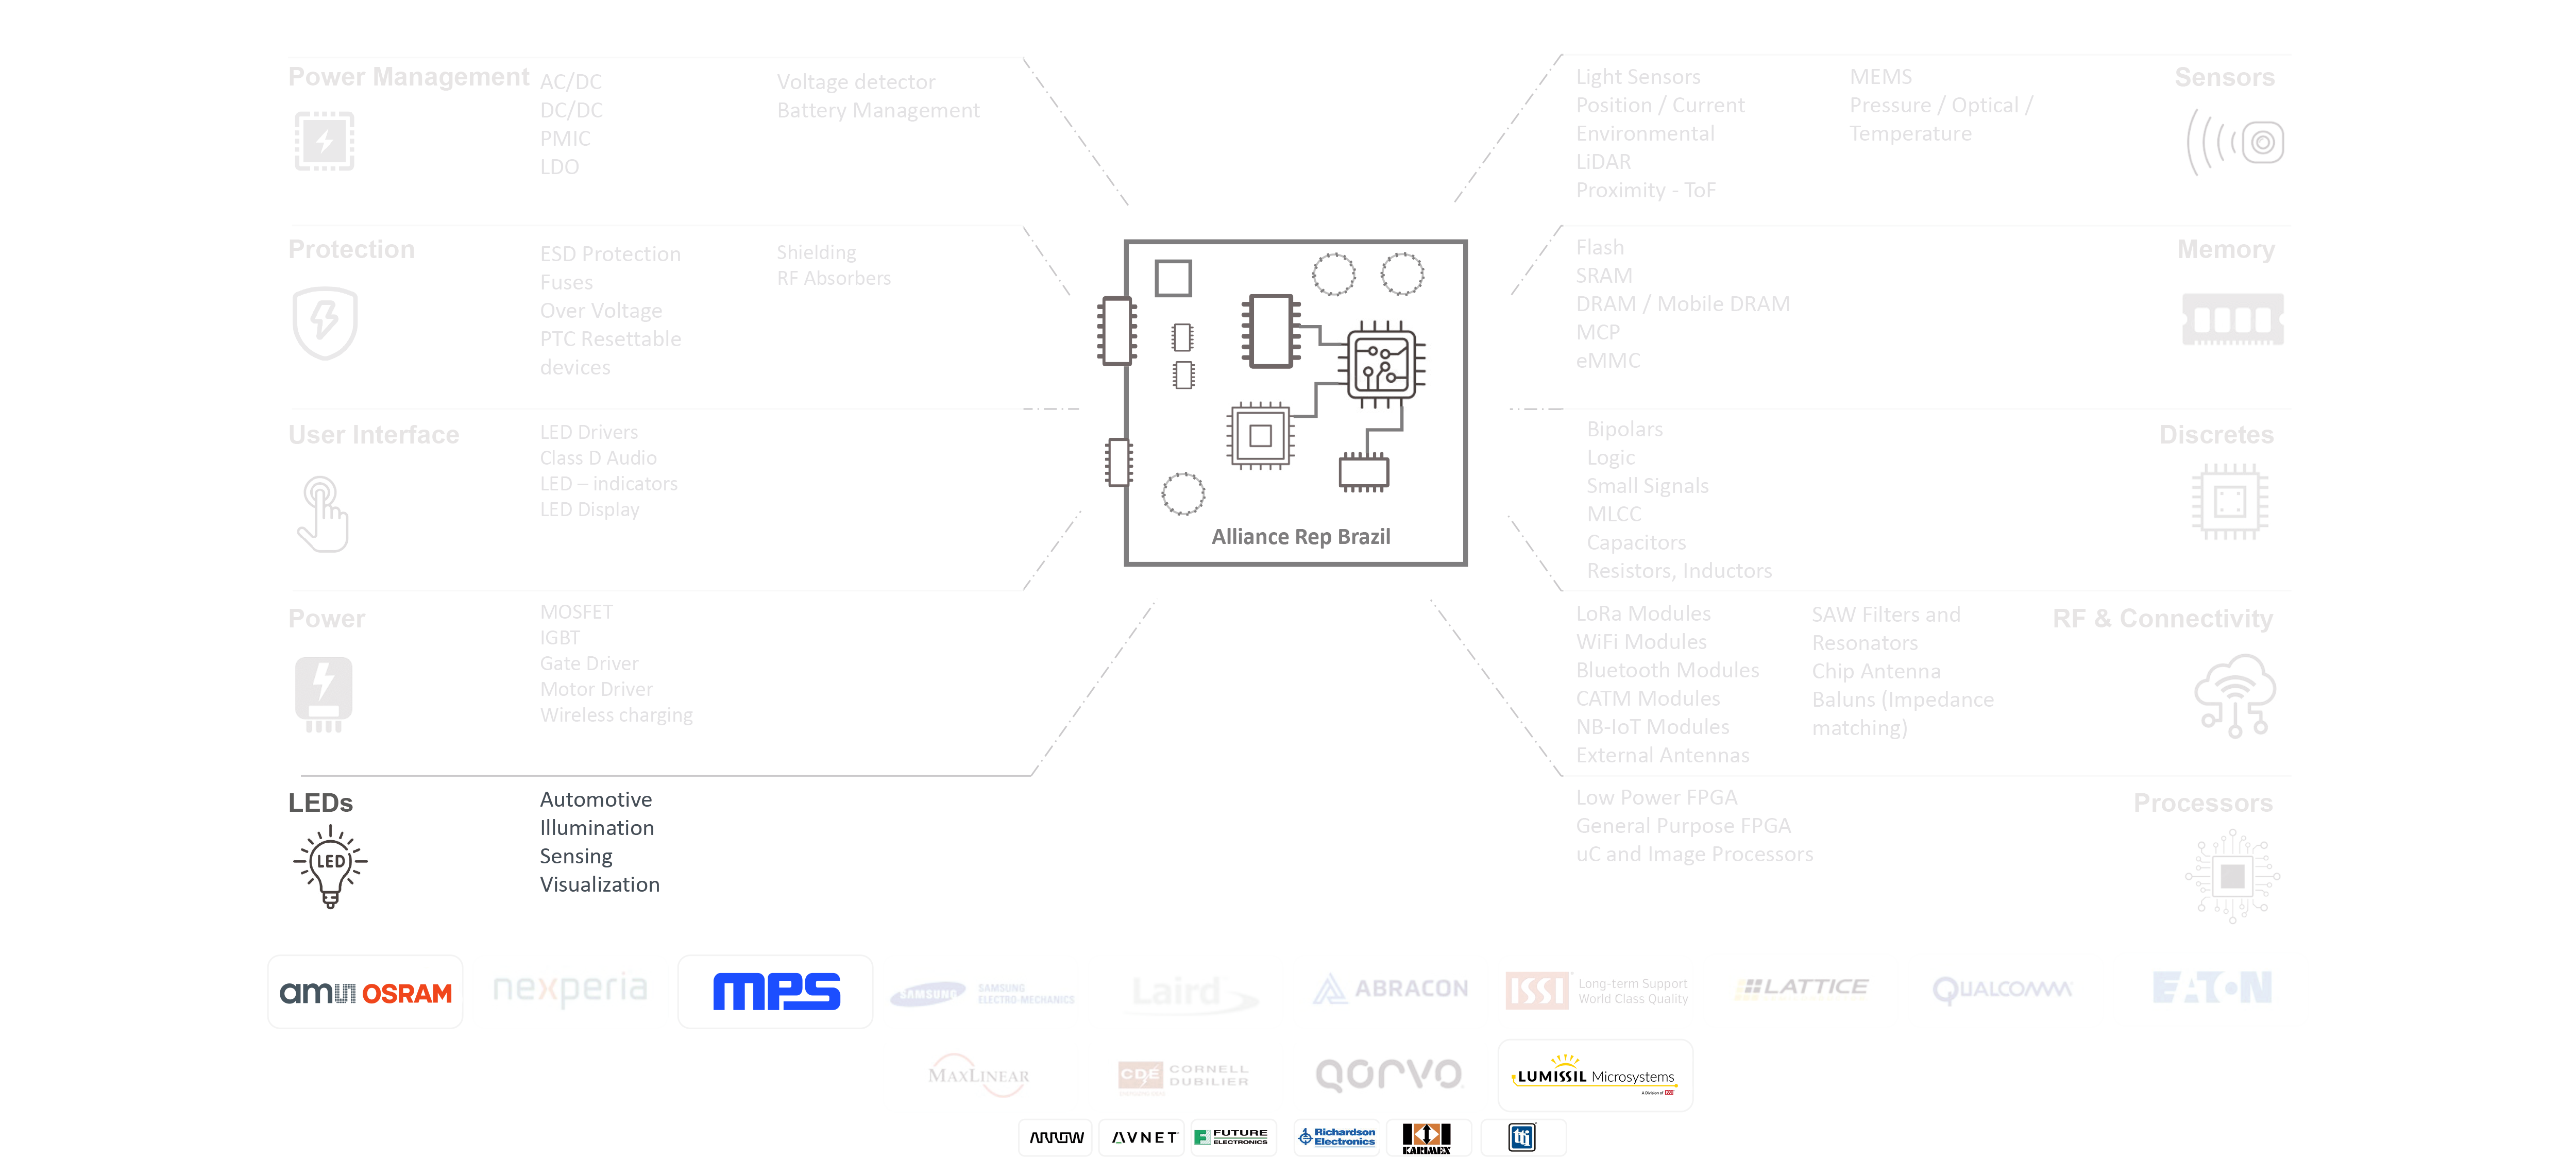 Power Management
AC/DC
DC/DC
PMIC
LDO
Voltage detector
Battery Management
Protection
ESD Protection
Fuses
Over Voltage
PTC Resettable
devices
Shielding
RF Absorbers
User Interface
LED Drivers
Class D Audio
LED – indicators
LED Display
Power
MOSFET
IGBT
Gate Driver
Motor Driver
Wireless charging
LEDs
LED
Automotive
Illumination
Sensing
Visualization
Alliance Rep Brazil
Light Sensors
Position / Current
Environmental
LiDAR
Proximity - ToF
MEMS
Pressure / Optical /
Temperature
Sensors
Flash
SRAM
DRAM / Mobile DRAM
MCP
eMMC
Memory
Bipolars
Logic
Small Signals
MLCC
Capacitors
Resistors, Inductors
Discretes
LoRa Modules
WiFi Modules
Bluetooth Modules
CATM Modules
NB-IoT Modules
External Antennas
SAW Filters and
Resonators
Chip Antenna
Baluns (Impedance
matching)
RF & Connectivity
Low Power FPGA
General Purpose FPGA
uC and Image Processors
Processors
amu OSRAM
nexperia
mPS
SAMSUNG
SAMSUNG
ELECTRO-MECHANICS
Laird
ABRACON
ISSI
Long-term Support
World Class Quality
LATTICE
QUALCOMM
EATON
MAXLINEAR
CDE
CORNELL
DUBILIER
QORVO
LUMISSIL Microsystems
A Division of ISSI
ARROW
AVNET
FUTURE
ELECTRONICS
Richardson
Electronics
KARIMEX
tti